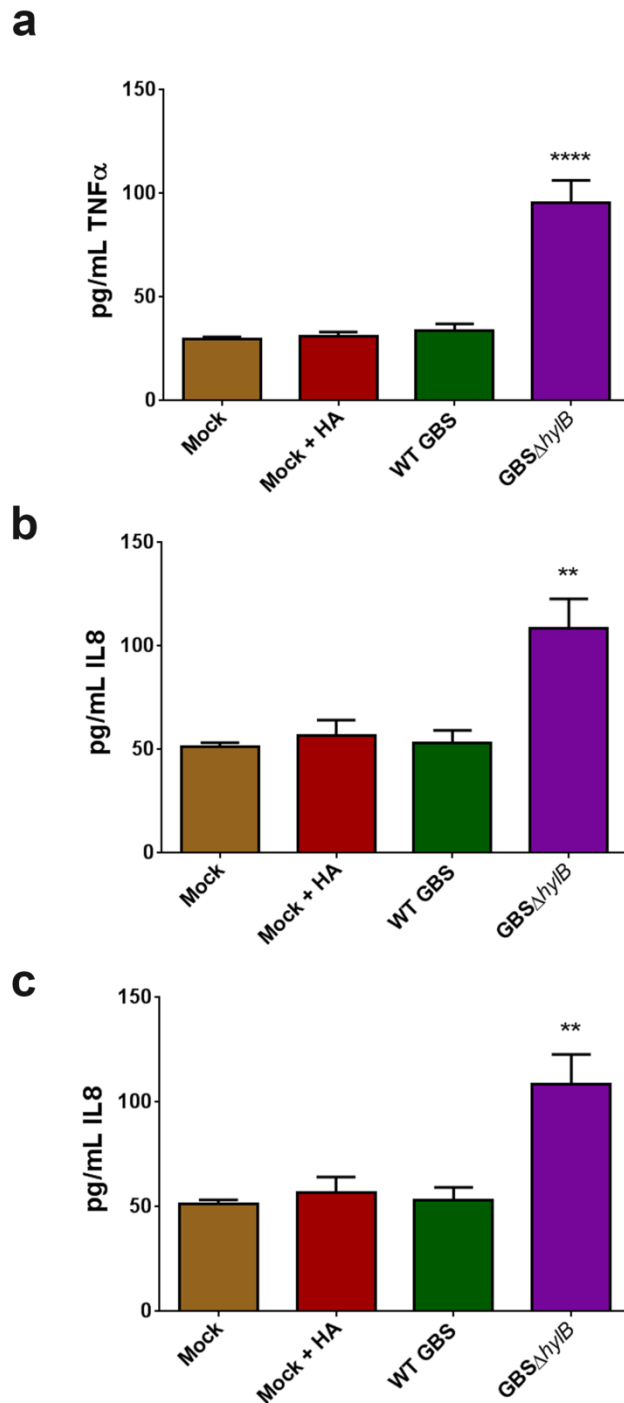 a
pg/mL TNFα
150
100
50
0
****
Mock
Mock + HA
WT GBS
GBSΔhylB
b
pg/mL IL8
150
100
50
0
**
Mock
Mock + HA
WT GBS
GBSΔhylB
c
pg/mL IL8
150
100
50
0
**
Mock
Mock + HA
WT GBS
GBSΔhylB